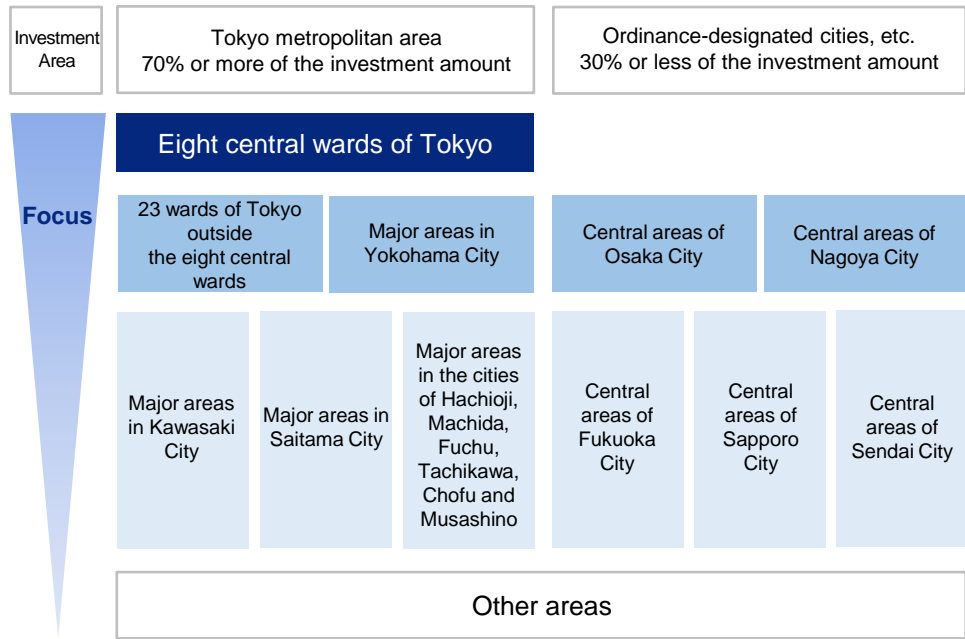 Investment
Area
Tokyo metropolitan area
70% or more of the investment amount
Ordinance-designated cities, etc.
30% or less of the investment amount
Focus
Eight central wards of Tokyo
23 wards of Tokyo
outside
the eight central
wards
Major areas in
Yokohama City
Central areas of
Osaka City
Central areas of
Nagoya City
Major areas
in Kawasaki
City
Major areas in
Saitama City
Major areas
in the cities
of Hachioji,
Machida,
Fuchu,
Tachikawa,
Chofu and
Musashino
Central
areas of
Fukuoka
City
Central
areas of
Sapporo
City
Central
areas of
Sendai City
Other areas